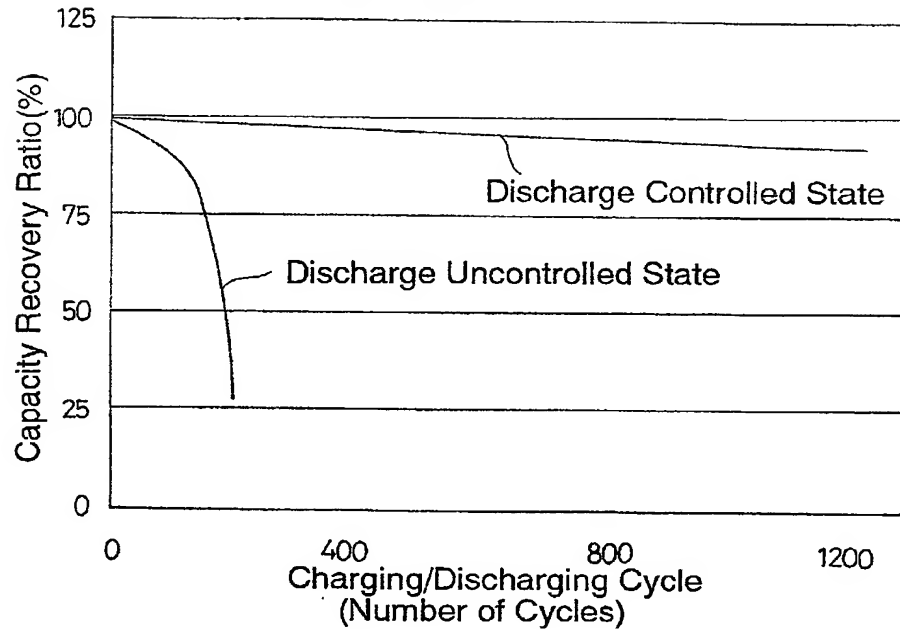 125
100
75
50
25
0
Capacity Recovery Ratio(%)
Discharge Controlled State
Discharge Uncontrolled State
0 400 800 1200
Charging/Discharging Cycle
(Number of Cycles)